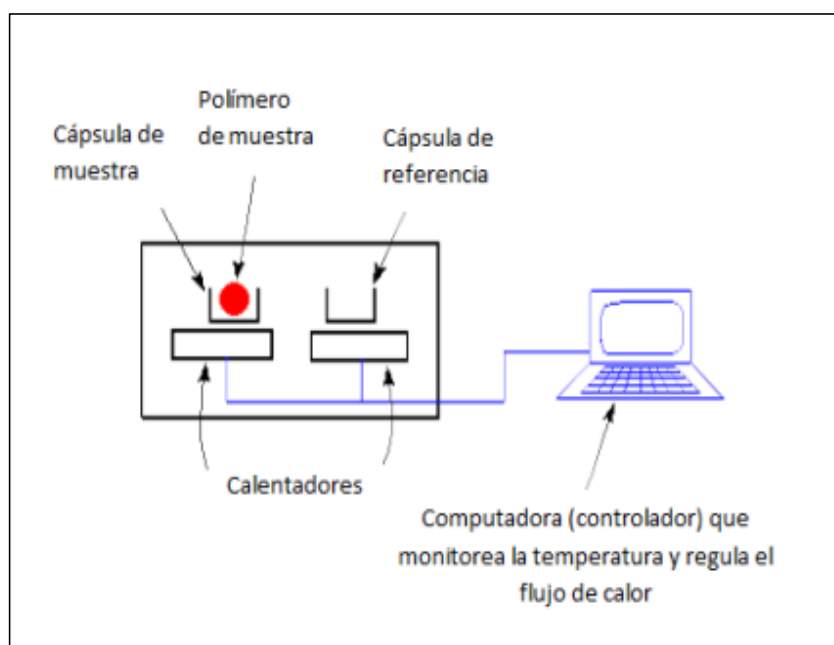 Polímero
de muestra
Cápsula de
muestra
Cápsula de
referencia
Calentadores
Computadora (controlador) que
monitorea la temperatura y regula el
flujo de calor